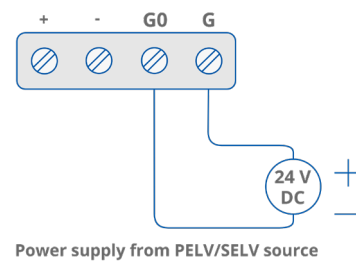 + - G0 G
24 V
DC
+
−
Power supply from PELV/SELV source